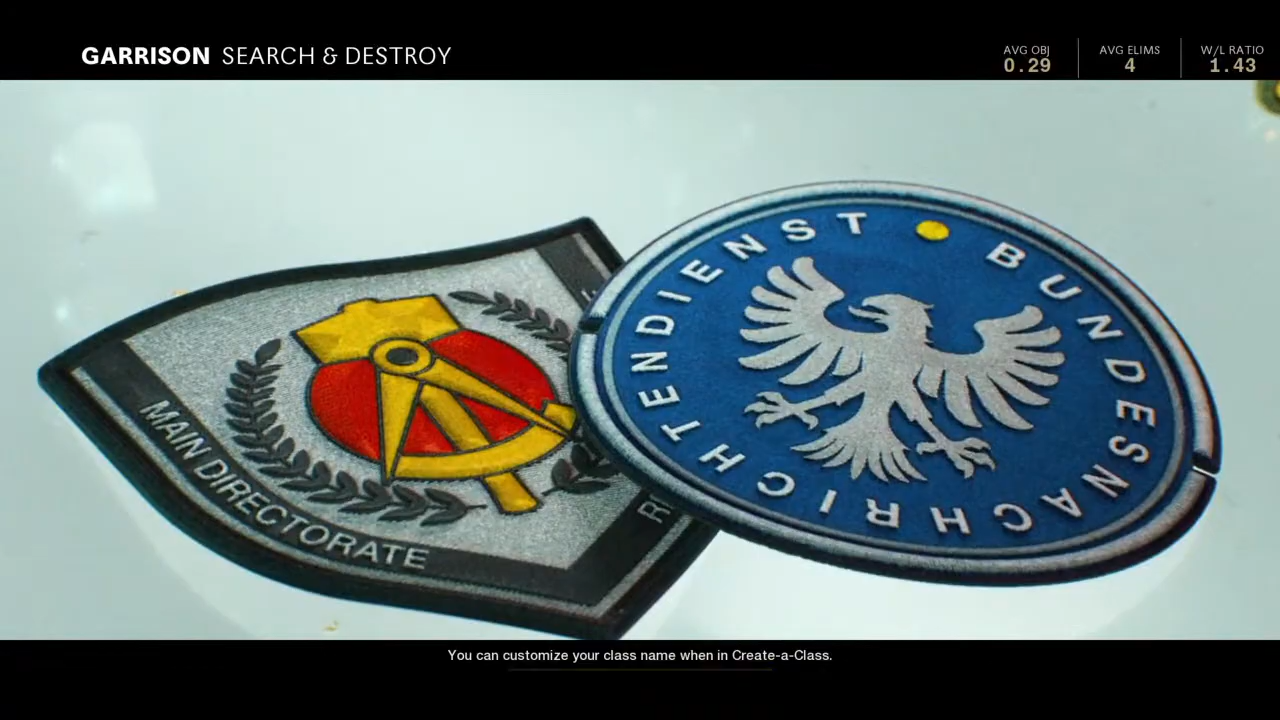 GARRISON SEARCH & DESTROY
AVG OBJ
0.29
AVG ELIMS
4
W/L RATIO
1.43
MAIN DIRECTORATE
BUNDESNACHRICHTENDIENST
You can customize your class name when in Create-a-Class.